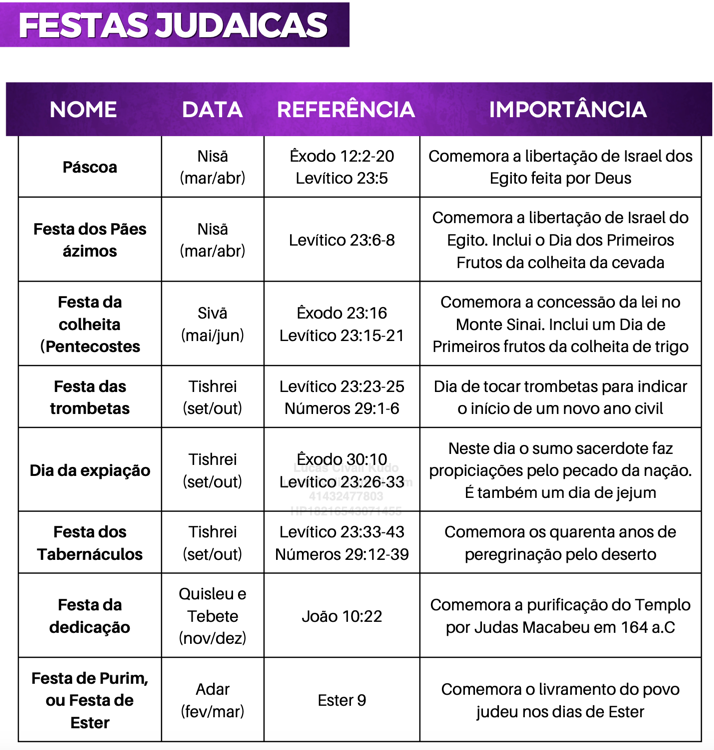 FESTAS JUDAICAS
NOME DATA REFERÊNCIA IMPORTÂNCIA
Páscoa
Nisã
(mar/abr)
Êxodo 12:2-20
Levítico 23:5
Comemora a libertação de Israel dos
Egito feita por Deus
Festa dos Pães
ázimos
Nisã
(mar/abr)
Levítico 23:6-8
Comemora a libertação de Israel do
Egito. Inclui o Dia dos Primeiros
Frutos da colheita da cevada
Festa da
colheita
(Pentecostes
Sivã
(mai/jun)
Êxodo 23:16
Levítico 23:15-21
Comemora a concessão da lei no
Monte Sinai. Inclui um Dia de
Primeiros frutos da colheita de trigo
Festa das
trombetas
Tishrei
(set/out)
Levítico 23:23-25
Números 29:1-6
Dia de tocar trombetas para indicar
o início de um novo ano civil
Dia da expiação
Tishrei
(set/out)
Êxodo 30:10
Levítico 23:26-33
Neste dia o sumo sacerdote faz
propiciações pelo pecado da nação.
É também um dia de jejum
Festa dos
Tabernáculos
Tishrei
(set/out)
Levítico 23:33-43
Números 29:12-39
Comemora os quarenta anos de
peregrinação pelo deserto
Festa da
dedicação
Quisleu e
Tebete
(nov/dez)
João 10:22
Comemora a purificação do Templo
por Judas Macabeu em 164 a.C
Festa de Purim,
ou Festa de
Ester
Adar
(fev/mar)
Ester 9
Comemora o livramento do povo
judeu nos dias de Ester